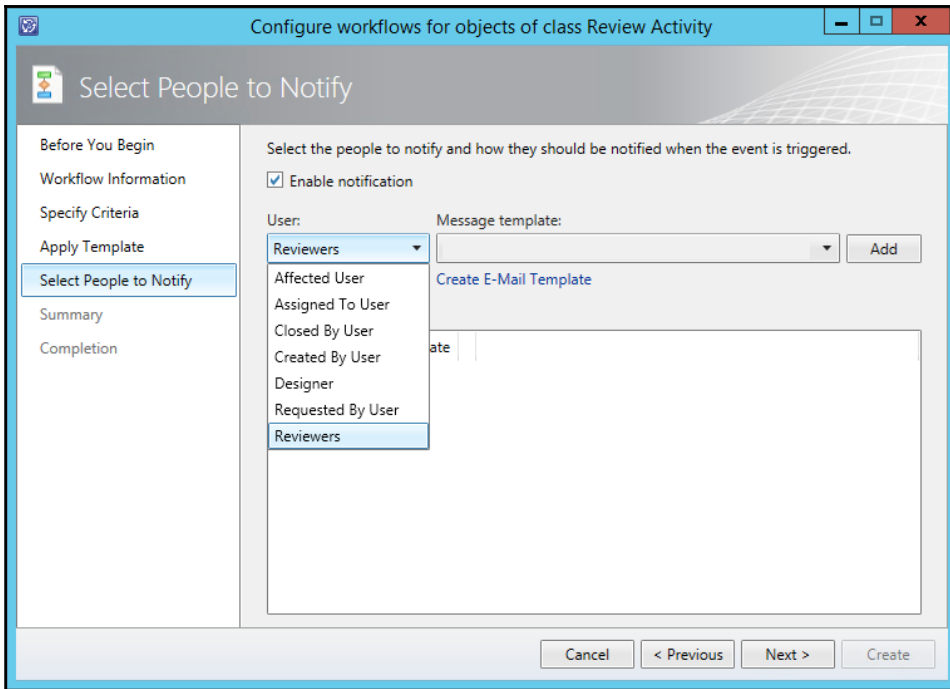 Configure workflows for objects of class Review Activity
Select People to Notify
Before You Begin
Workflow Information
Specify Criteria
Apply Template
Select People to Notify
Summary
Completion
Select the people to notify and how they should be notified when the event is triggered.
Enable notification
User:
Message template:
Reviewers
Add
Affected User
Assigned To User
Closed By User
Created By User
Designer
Requested By User
Reviewers
Create E-Mail Template
ate
Cancel
< Previous
Next >
Create